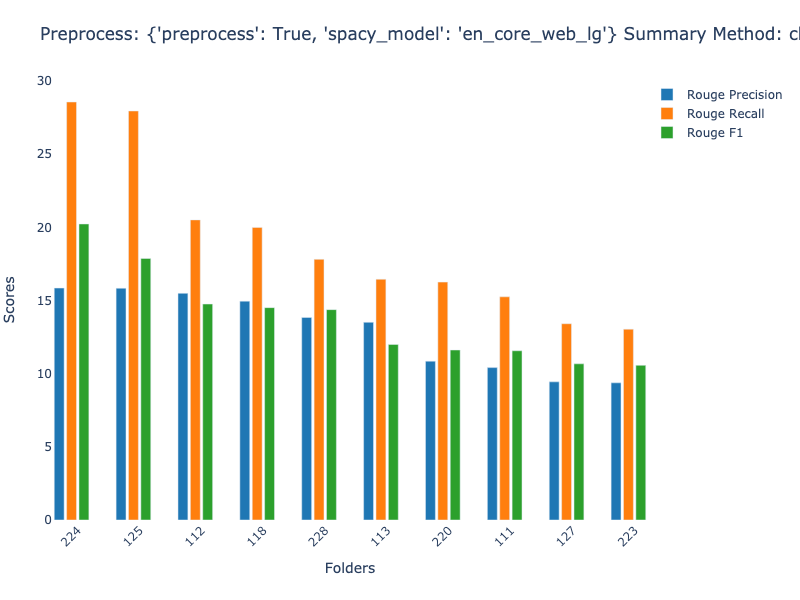 Preprocess: {'preprocess': True, 'spacy_model': 'en_core_web_lg'} Summary Method:
30
25
20
15
10
5
0
Scores
224 125 112 118 228 113 220 111 127 223
Folders
Rouge Precision
Rouge Recall
Rouge F1